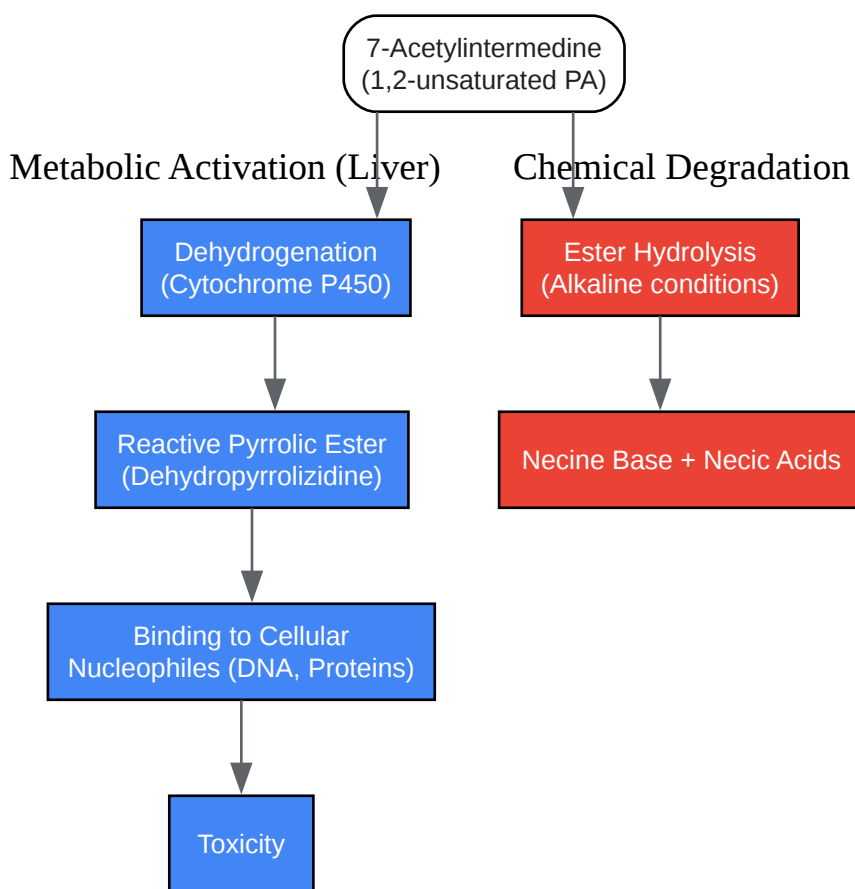 7-Acetylintermedine
(1,2-unsaturated PA)
Metabolic Activation (Liver)
Chemical Degradation
Dehydrogenation
(Cytochrome P450)
Ester Hydrolysis
(Alkaline conditions)
Reactive Pyrrolic Ester
(Dehydropyrrolizidine)
Necine Base + Necic Acids
Binding to Cellular
Nucleophiles (DNA, Proteins)
Toxicity